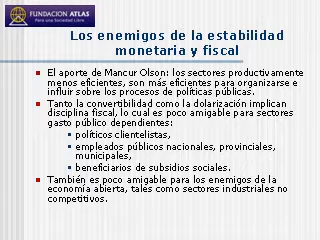 FUNDACION ATLAS
Para una Sociedad Libre
Los enemigos de la estabilidad
monetaria y fiscal
El aporte de Mancur Olson: los sectores productivamente
menos eficientes, son más eficientes para organizarse e
influir sobre los procesos de políticas públicas.
Tanto la convertibilidad como la dolarización implican
disciplina fiscal, lo cual es poco amigable para sectores
gasto público dependientes:
políticos clientelistas,
empleados públicos nacionales, provinciales,
municipales,
beneficiarios de subsidios sociales.
También es poco amigable para los enemigos de la
economía abierta, tales como sectores industriales no
competitivos.